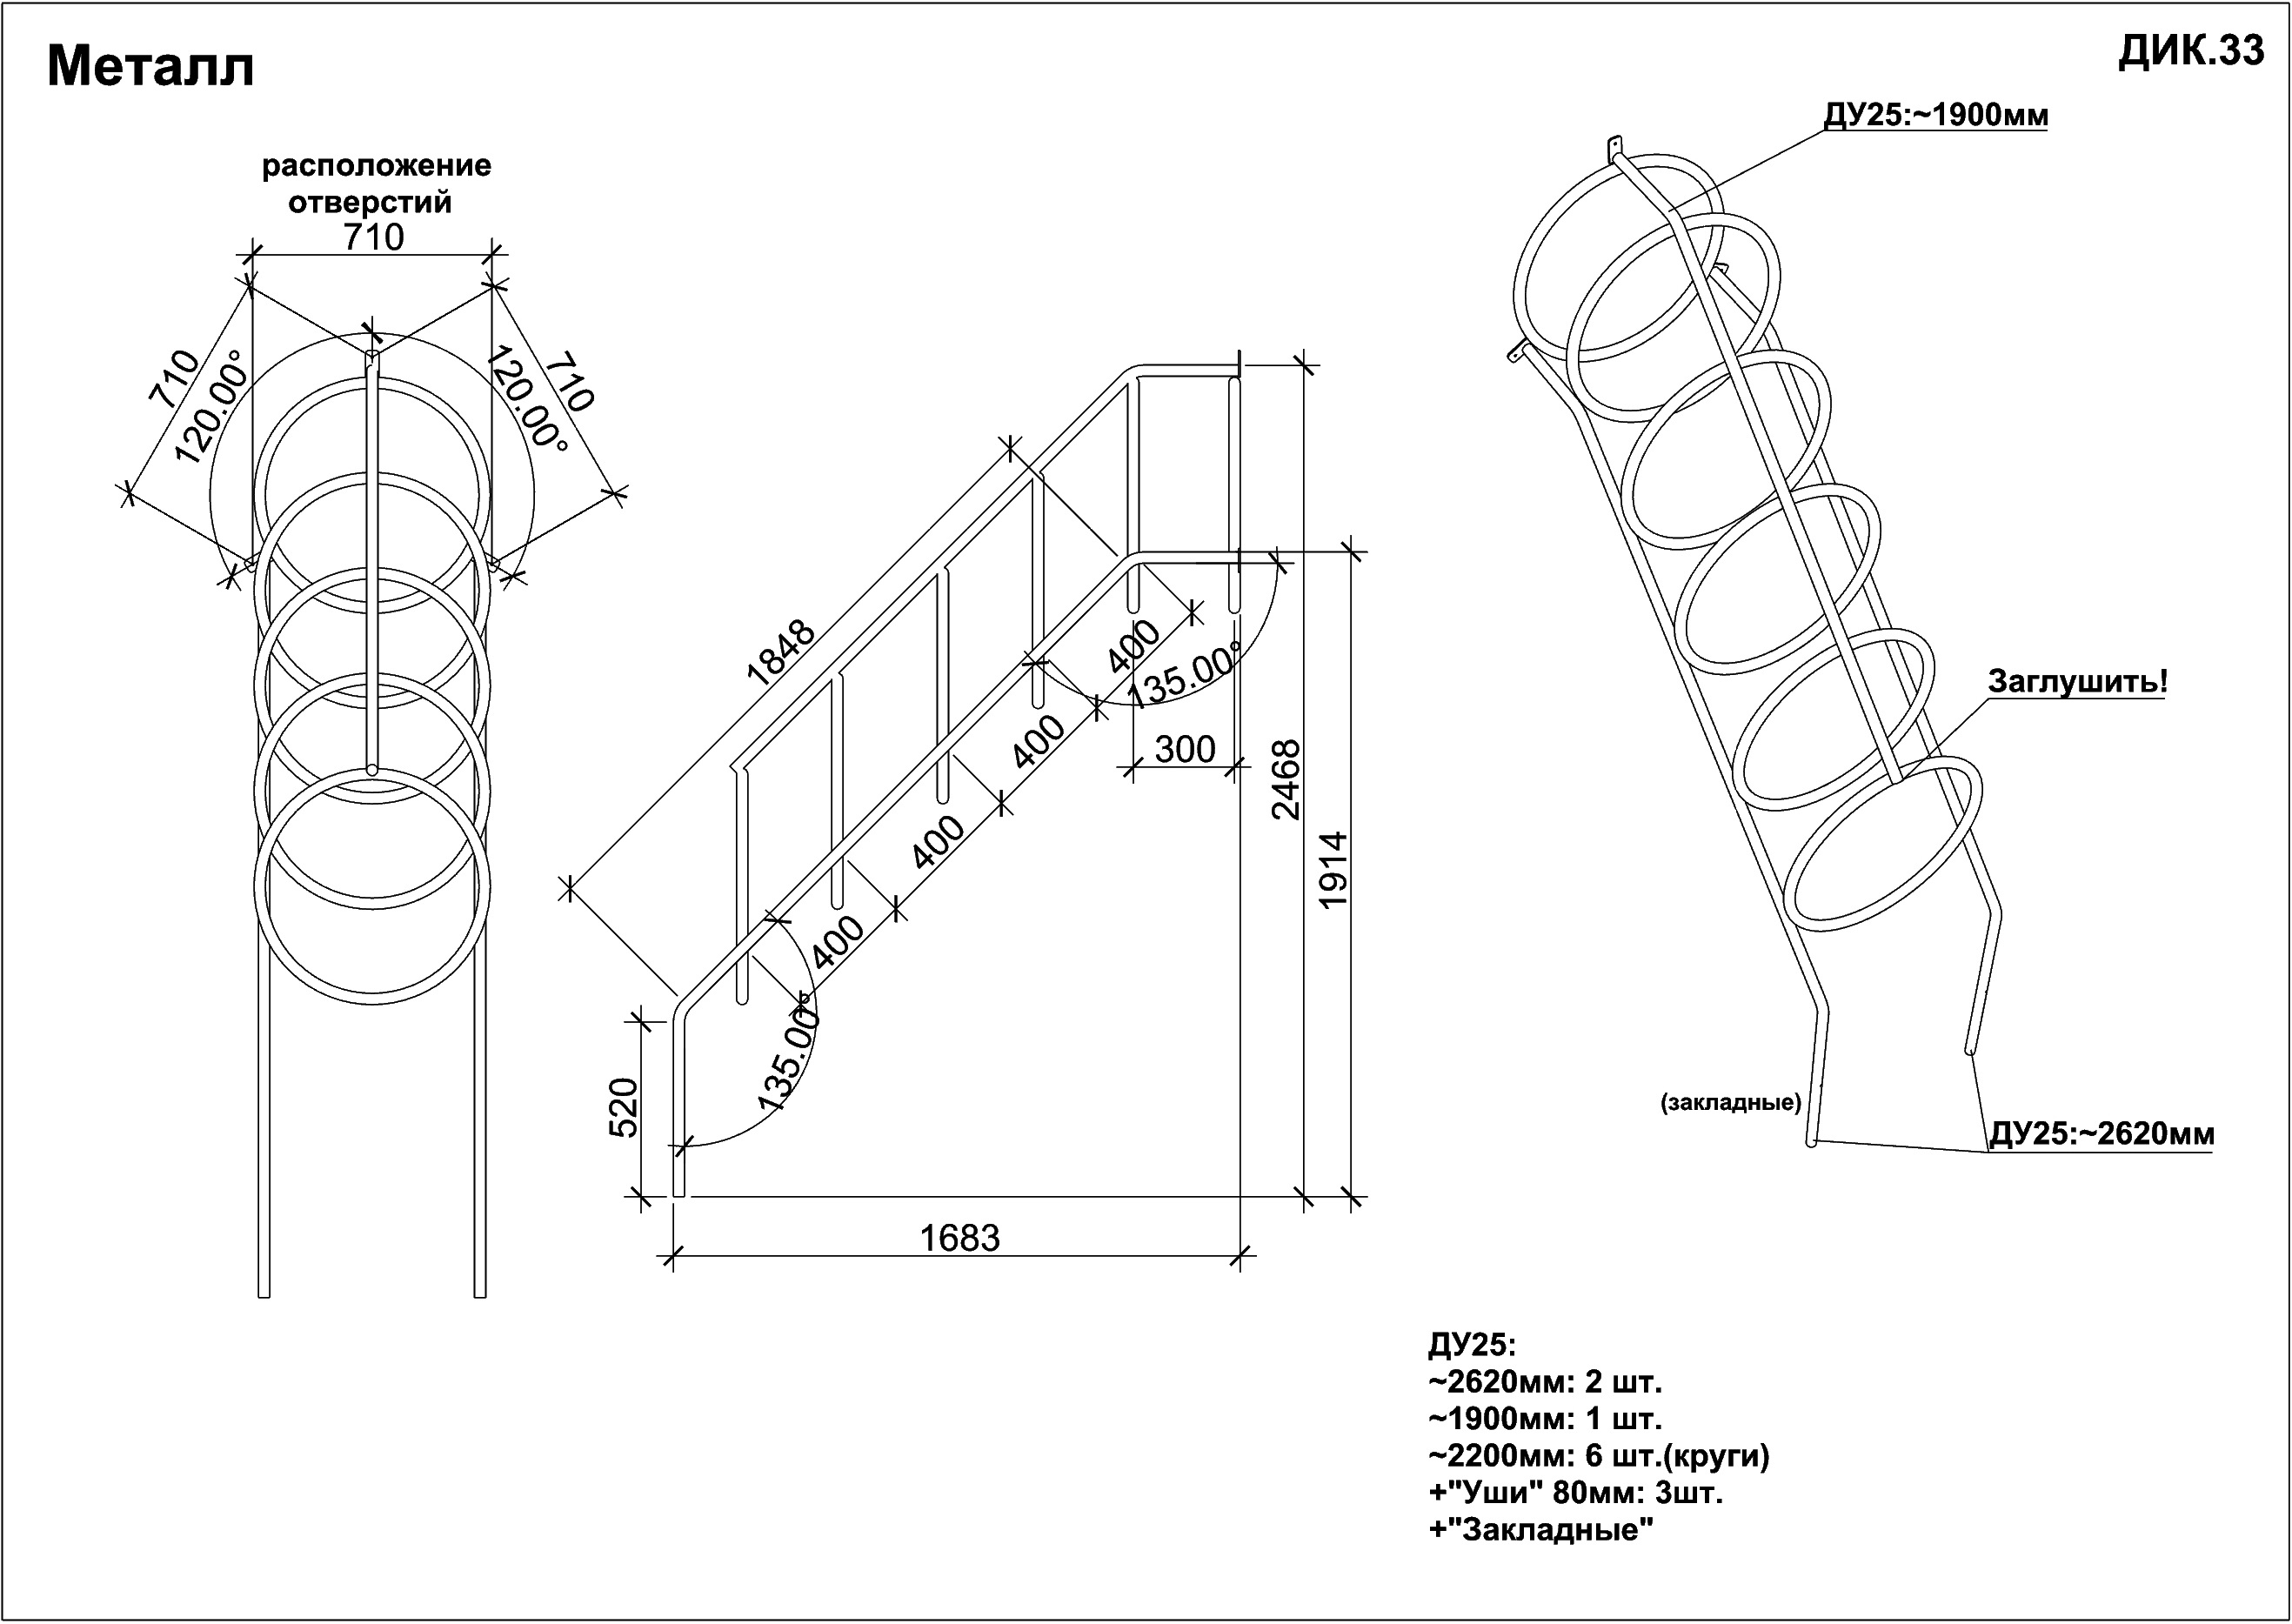 Металл
ДИК.33
расположение
отверстий
710
710
120.00°
710
120.00°
ДУ25:~1900мм
1848
400
135.00°
400
300
400
400
135.00°
520
2468
1914
1683
Заглушить!
(закладные)
ДУ25:~2620мм
ДУ25:
~2620мм: 2 шт.
~1900мм: 1 шт.
~2200мм: 6 шт.(круги)
+"Уши" 80мм: 3шт.
+"Закладные"